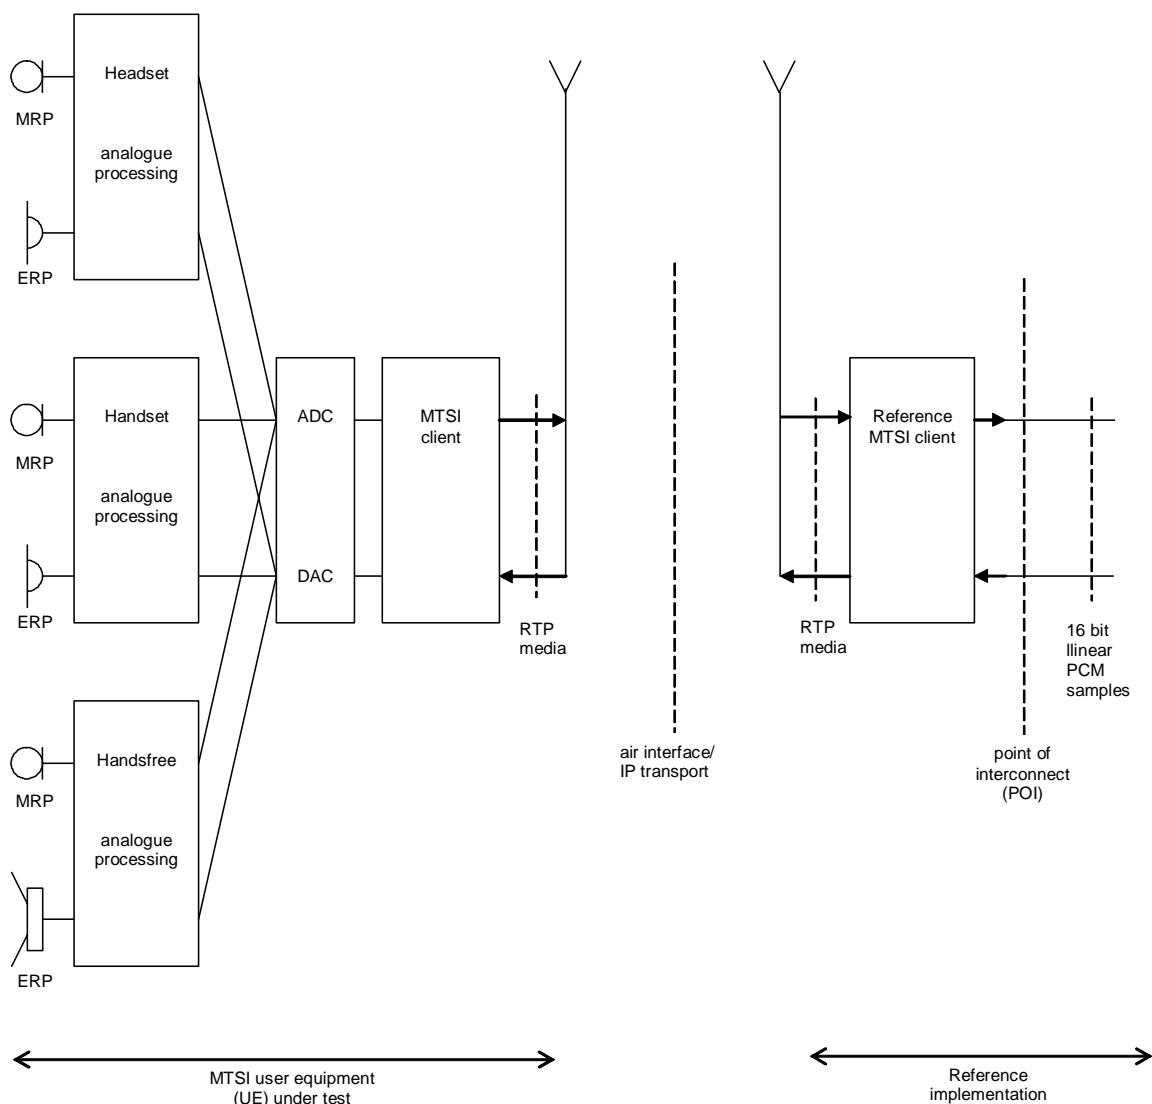 Headset
MRP
analogue
processing
ERP
Handset
MRP
analogue
processing
ERP
Handsfree
MRP
analogue
processing
ERP
ADC
DAC
MTSI
client
RTP
media
air interface/
IP transport
RTP
media
Reference
MTSI client
16 bit
llinear
PCM
samples
point of
interconnect
(POI)
MTSI user equipment
(UE) under test
Reference
implementation